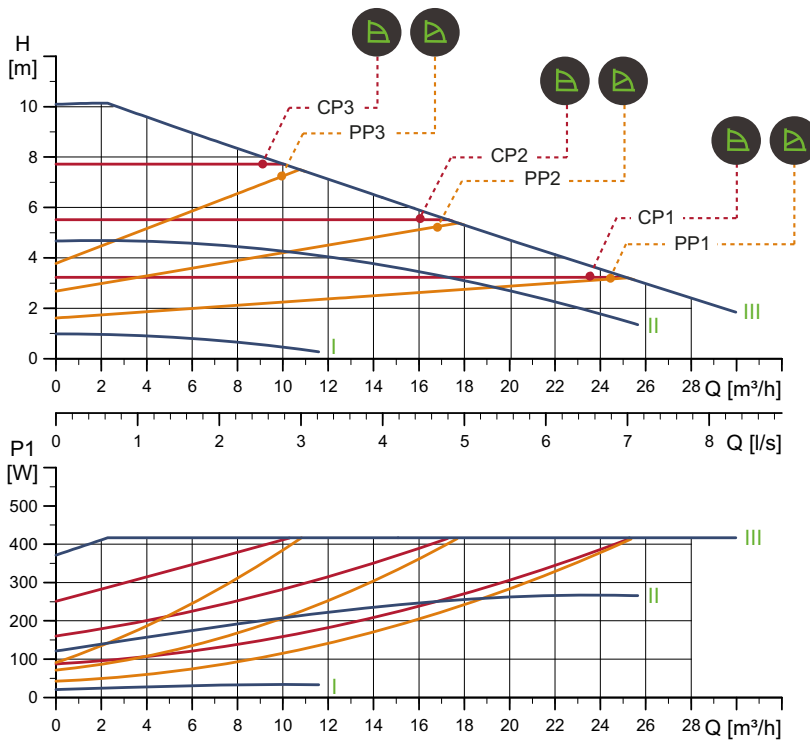 H
[m]
10
8
6
4
2
0
CP3
PP3
CP2
PP2
CP1
PP1
I
II
III
0 2 4 6 8 10 12 14 16 18 20 22 24 26 28 Q [m³/h]
0 1 2 3 4 5 6 7 8 Q [l/s]
P1
[W]
500
400
300
200
100
0
III
II
I
0 2 4 6 8 10 12 14 16 18 20 22 24 26 28 Q [m³/h]